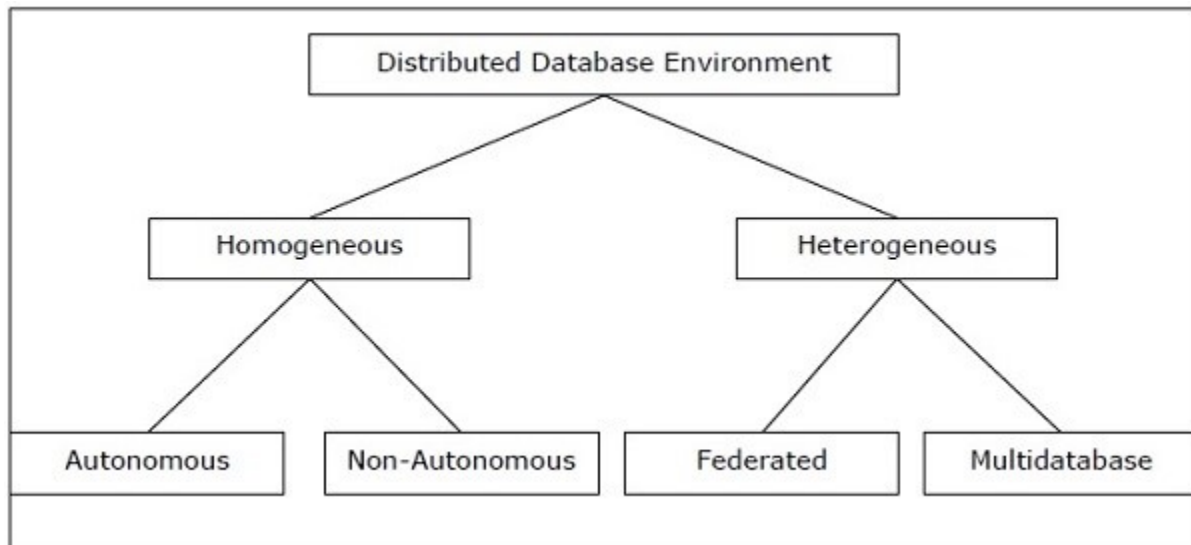 Distributed Database Environment
Homogeneous
Heterogeneous
Autonomous
Non-Autonomous
Federated
Multidatabase